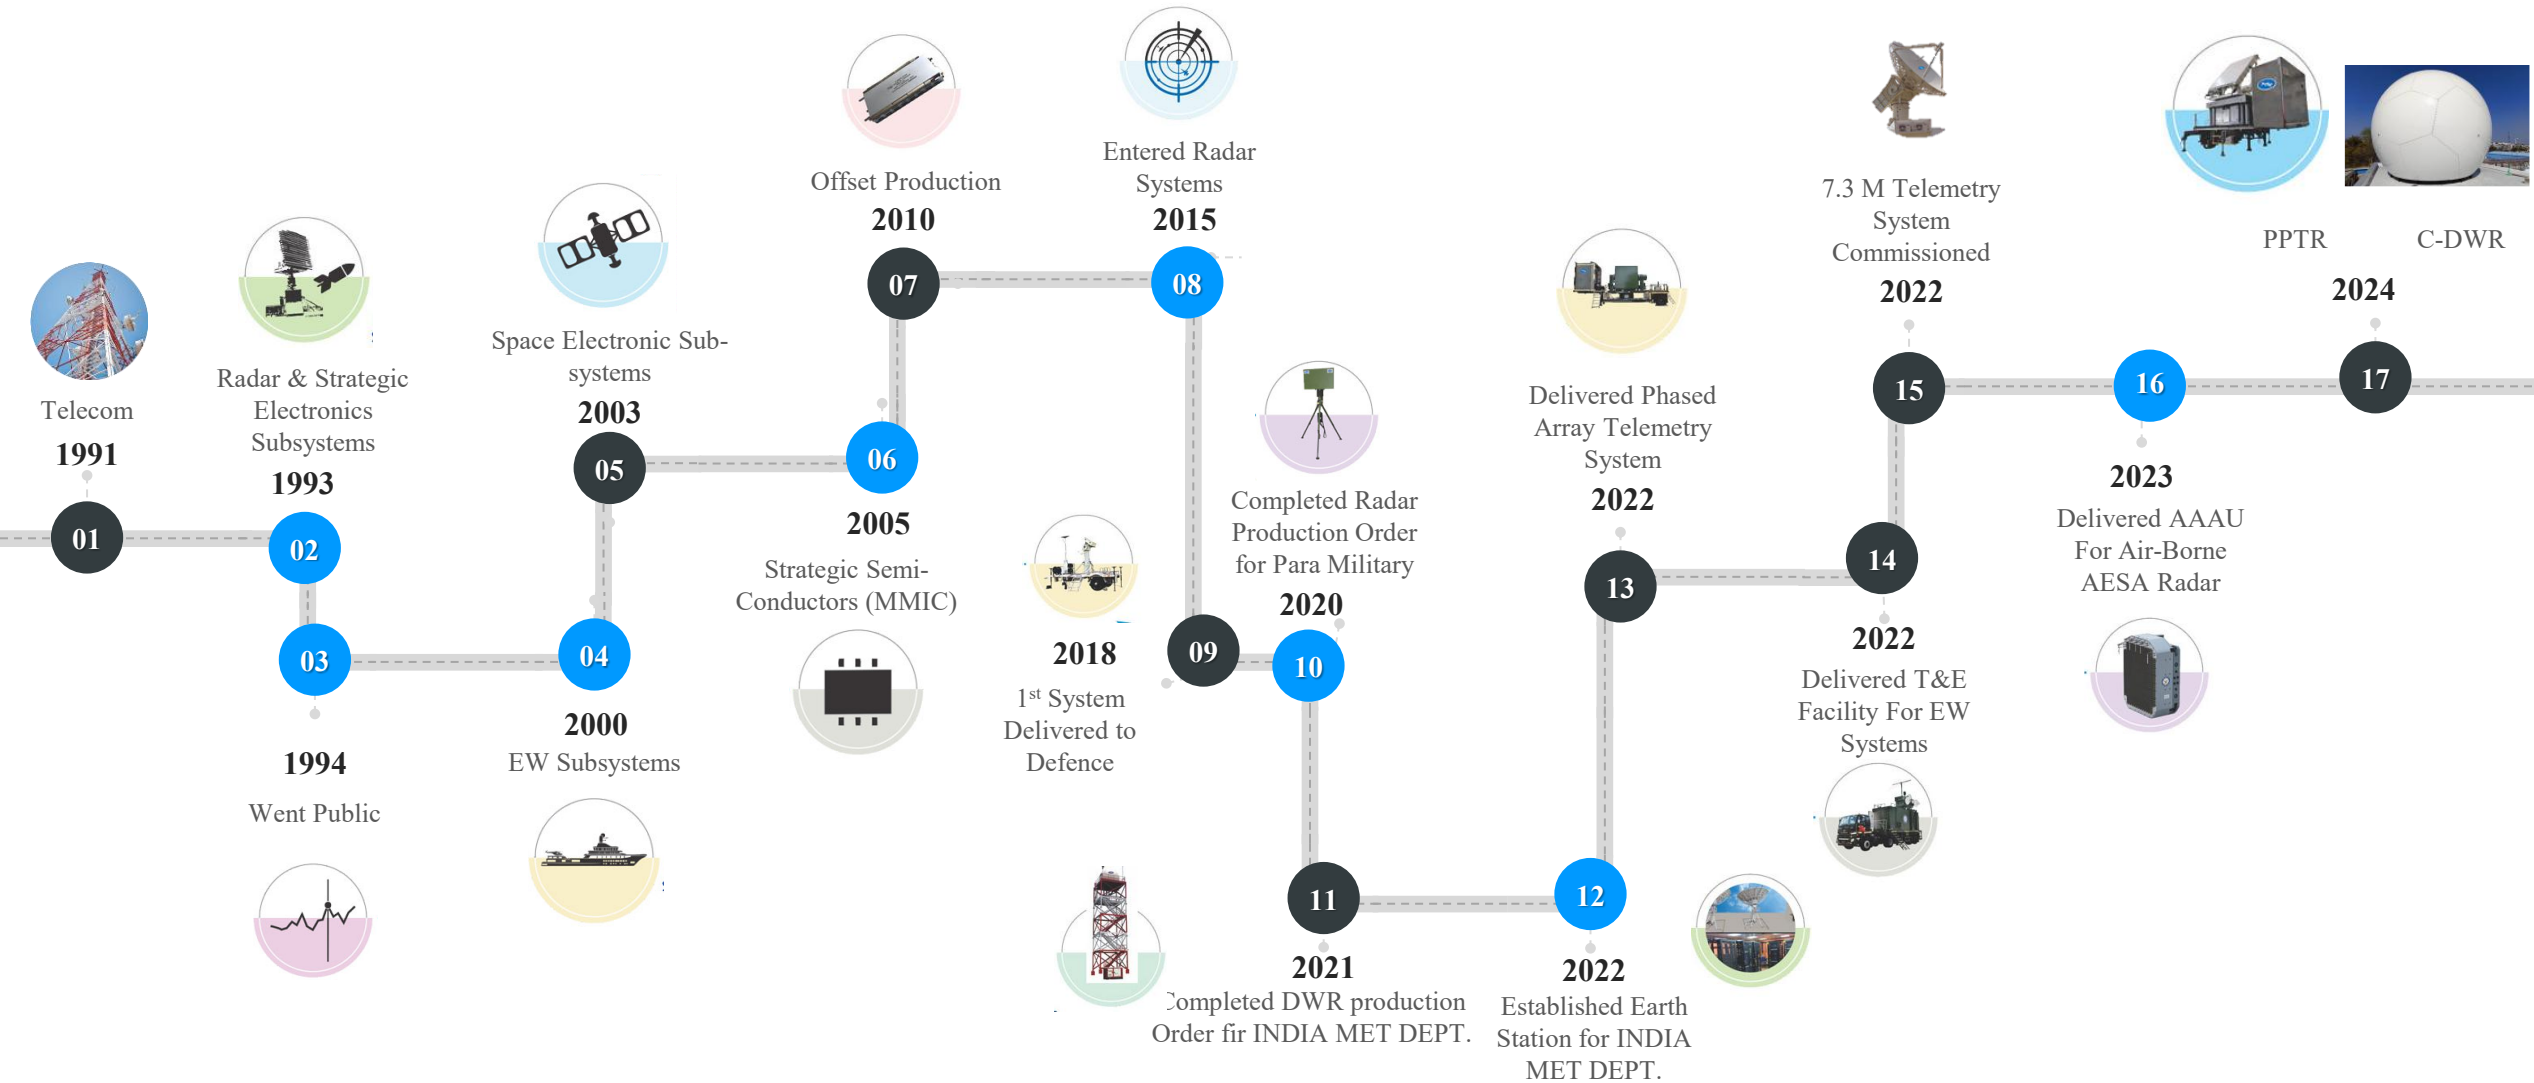 Telecom
1991
01
Radar & Strategic
Electronics
Subsystems
1993
02
03
1994
Went Public
04
2000
EW Subsystems
Space Electronic Sub-
systems
2003
05
06
2005
Strategic Semi-
Conductors (MMIC)
Offset Production
2010
07
Entered Radar
Systems
2015
08
09
2018
1st System
Delivered to
Defence
Completed Radar
Production Order
for Para Military
2020
10
11
2021
Completed DWR production
Order fir INDIA MET DEPT.
12
2022
Established Earth
Station for INDIA
MET DEPT.
Delivered Phased
Array Telemetry
System
2022
13
14
2022
Delivered T&E
Facility For EW
Systems
7.3 M Telemetry
System
Commissioned
2022
15
16
2023
Delivered AAAU
For Air-Borne
AESA Radar
PPTR
C-DWR
2024
17